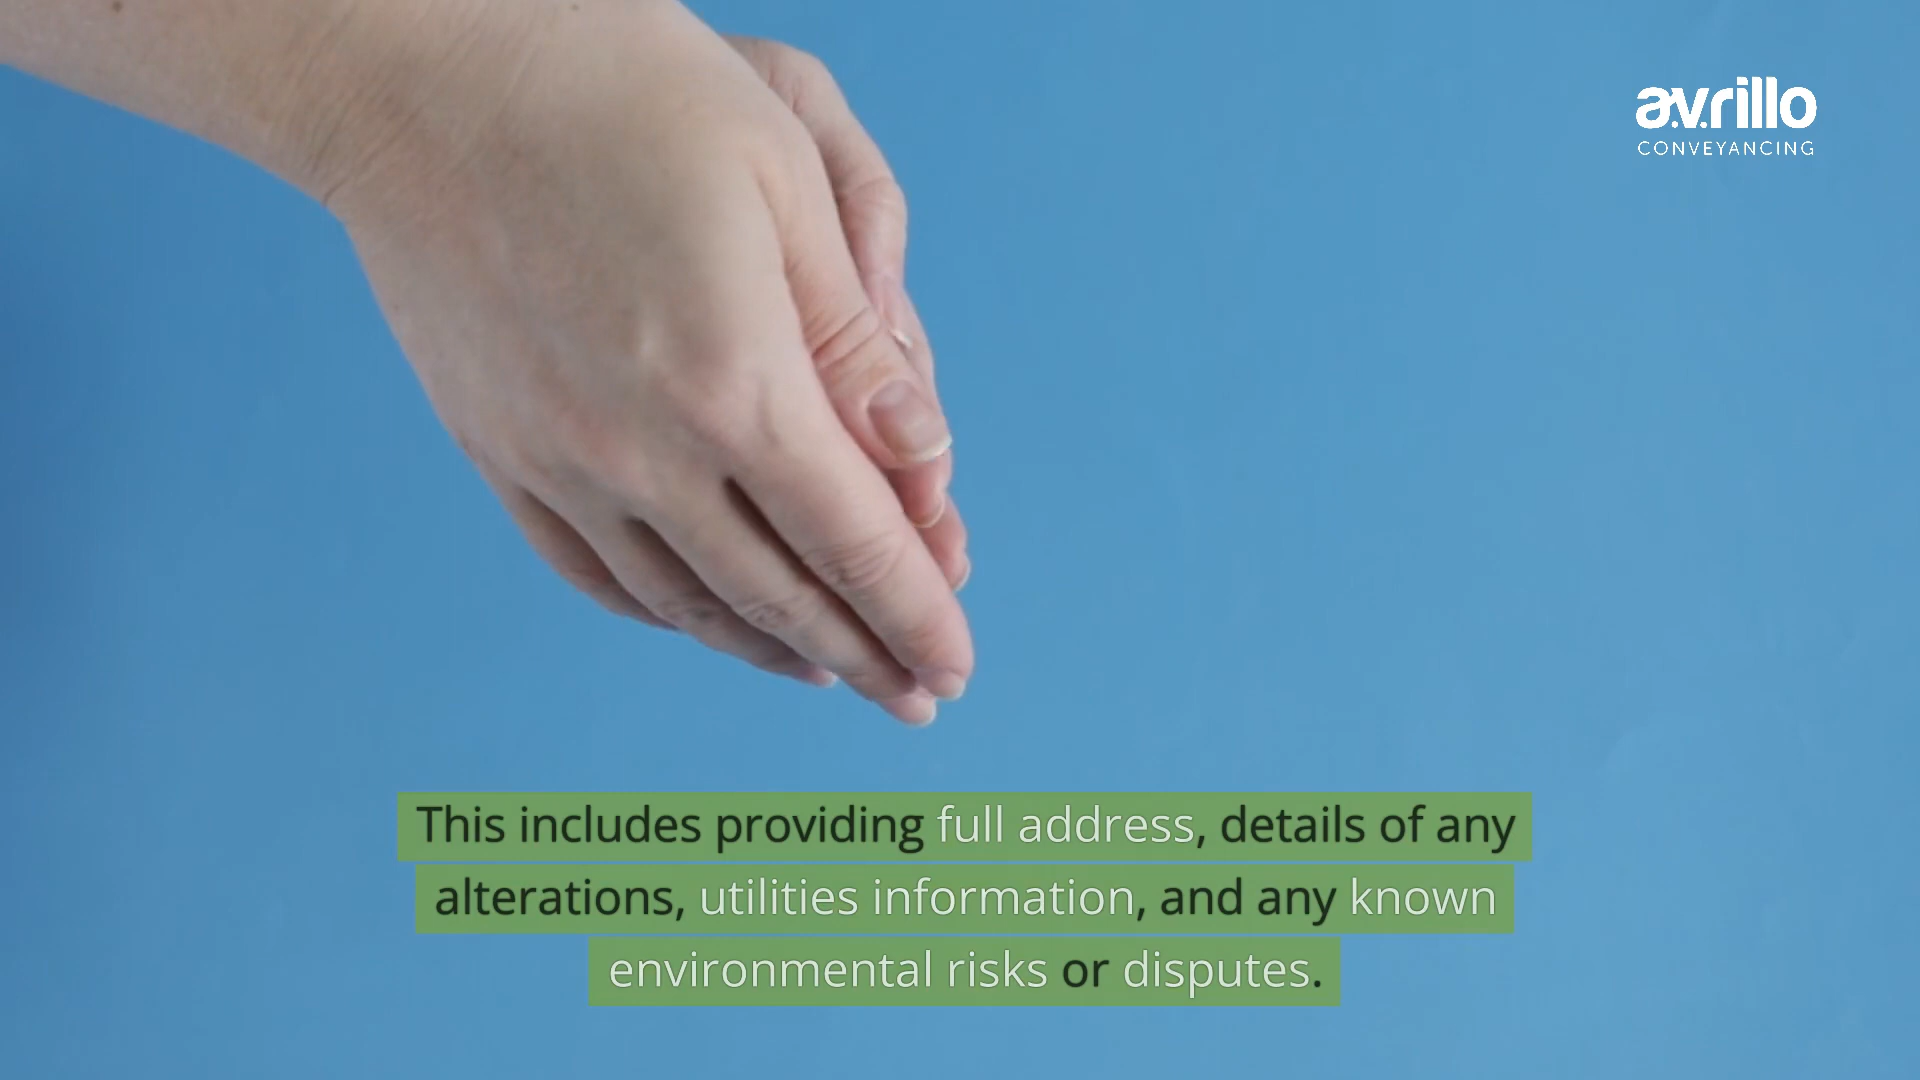 a.v.rillo
CONVEYANCING
This includes providing full address, details of any
alterations, utilities information, and any known
environmental risks or disputes.